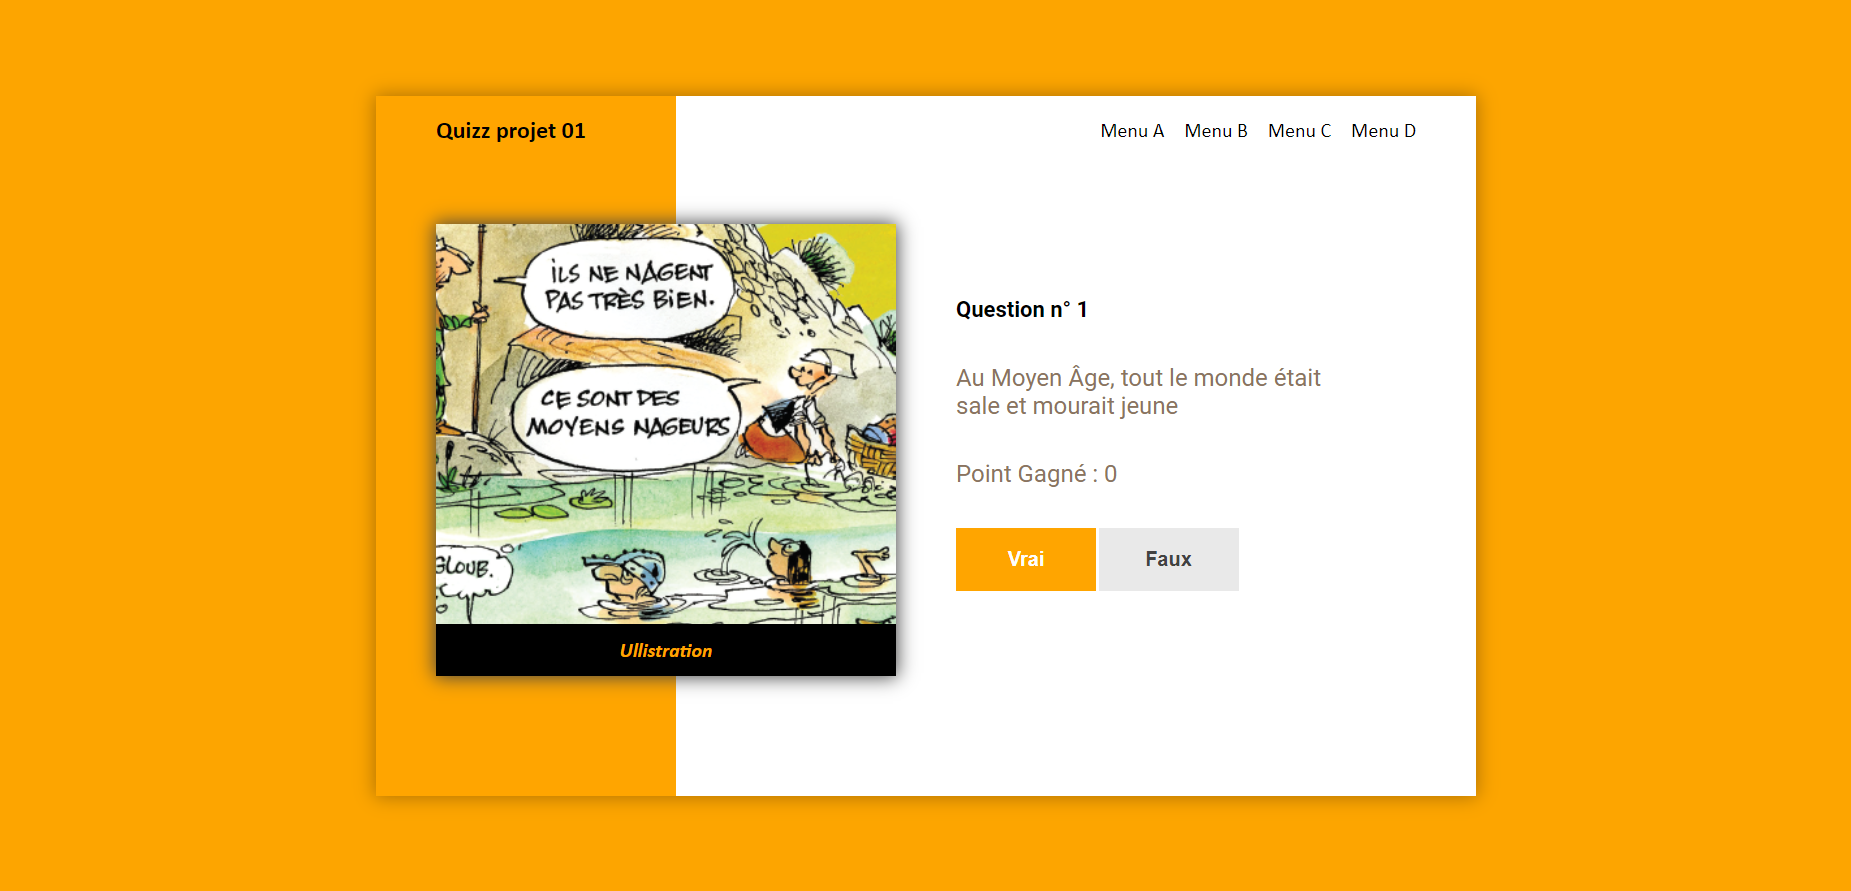 Quizz projet 01
Menu A Menu B Menu C Menu D
ILS NE NAGENT
PAS TRÈS BIEN.
CE SONT DES
MOYENS NAGEURS
GLOUB.
Ullistration
Question n° 1
Au Moyen Âge, tout le monde était
sale et mourait jeune
Point Gagné : 0
Vrai Faux